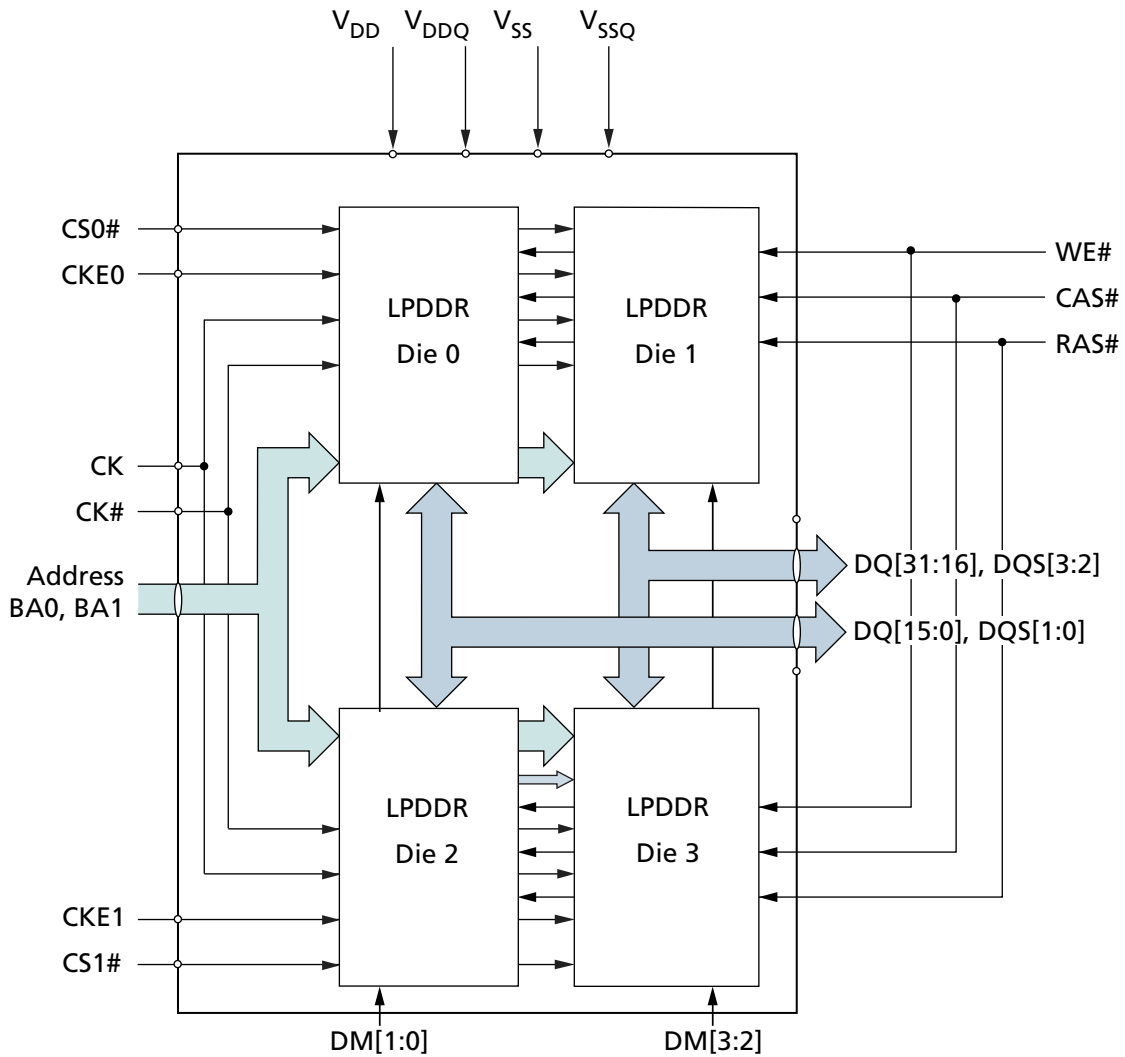 VDD VDDQ VSS VSSQ
CS0#
CKE0
CK
CK#
Address
BA0, BA1
CKE1
CS1#
LPDDR
Die 0
LPDDR
Die 1
WE#
CAS#
RAS#
DQ[31:16], DQS[3:2]
DQ[15:0], DQS[1:0]
LPDDR
Die 2
LPDDR
Die 3
DM[1:0]
DM[3:2]